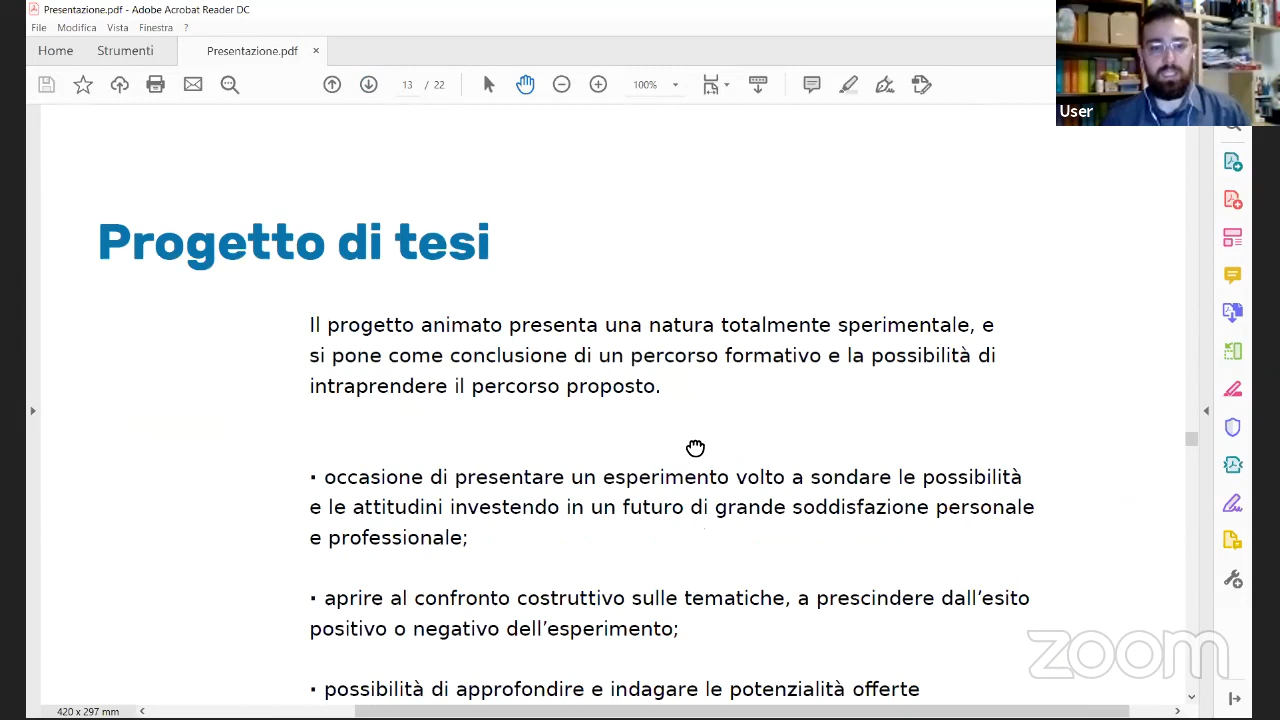 Presentazione.pdf - Adobe Acrobat Reader DC
File Modifica Vista Finestra ?
Home Strumenti Presentazione.pdf ×
13 / 22 100%
User
Progetto di tesi
Il progetto animato presenta una natura totalmente sperimentale, e
si pone come conclusione di un percorso formativo e la possibilità di
intraprendere il percorso proposto.
· occasione di presentare un esperimento volto a sondare le possibilità
e le attitudini investendo in un futuro di grande soddisfazione personale
e professionale;
· aprire al confronto costruttivo sulle tematiche, a prescindere dall’esito
positivo o negativo dell’esperimento;
· possibilità di approfondire e indagare le potenzialità offerte
zoom
420 x 297 mm